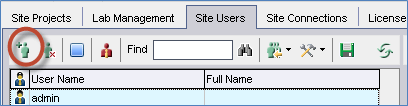 Site Projects Lab Management Site Users Site Connections License
Find
User Name Full Name
admin